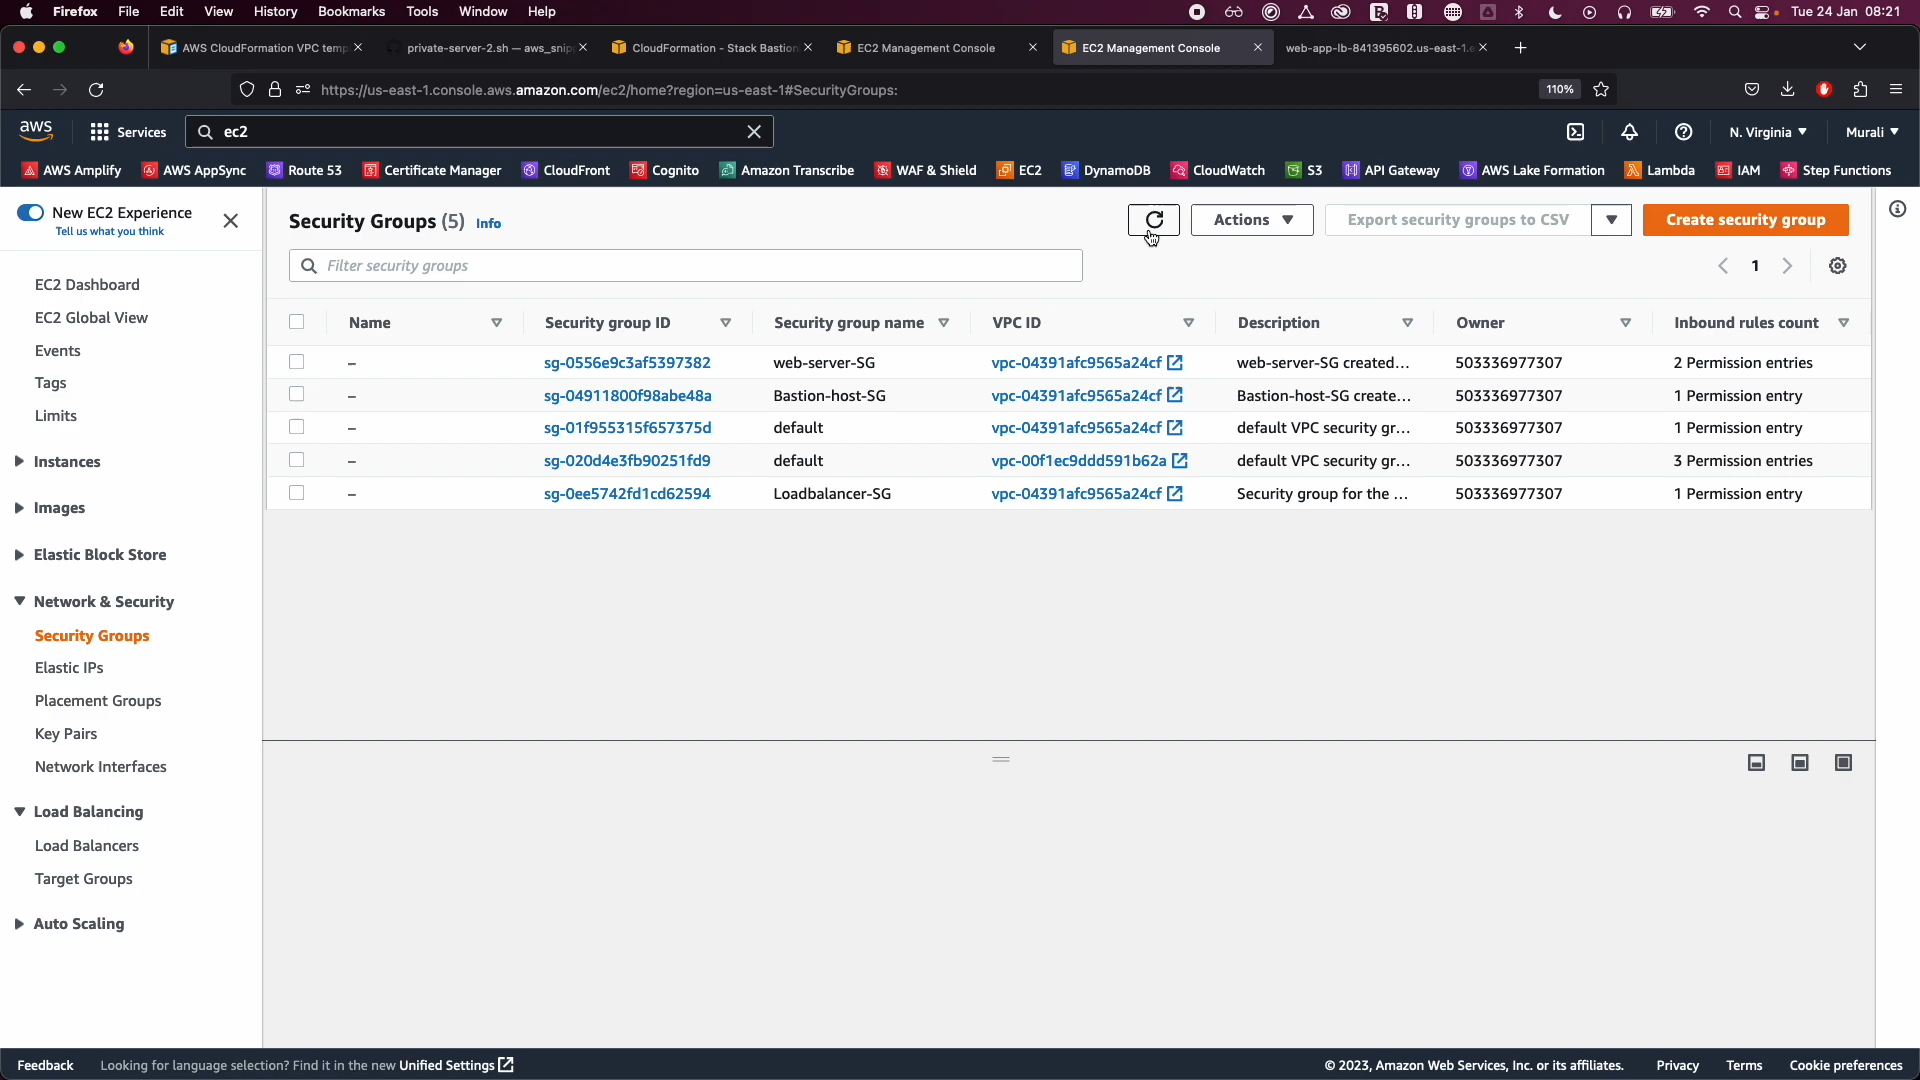 Firefox File Edit View History Bookmarks Tools Window Help Tue 24 Jan 08:21
AWS CloudFormation VPC temp private-server-2.sh — aws_snip CloudFormation - Stack Bastion EC2 Management Console EC2 Management Console web-app-lb-841395602.us-east-1.e
https://us-east-1.console.aws.amazon.com/ec2/home?region=us-east-1#SecurityGroups: 110%
aws Services ec2 N. Virginia Murali
AWS Amplify AWS AppSync Route 53 Certificate Manager CloudFront Cognito Amazon Transcribe WAF & Shield EC2 DynamoDB CloudWatch S3 API Gateway AWS Lake Formation Lambda IAM Step Functions
New EC2 Experience
Tell us what you think
EC2 Dashboard
EC2 Global View
Events
Tags
Limits
Instances
Images
Elastic Block Store
Network & Security
Security Groups
Elastic IPs
Placement Groups
Key Pairs
Network Interfaces
Load Balancing
Load Balancers
Target Groups
Auto Scaling
Security Groups (5) Info Actions Export security groups to CSV Create security group
Filter security groups 1
Name Security group ID Security group name VPC ID Description Owner Inbound rules count
– sg-0556e9c3af5397382 web-server-SG vpc-04391afc9565a24cf web-server-SG created... 503336977307 2 Permission entries
– sg-04911800f98abe48a Bastion-host-SG vpc-04391afc9565a24cf Bastion-host-SG create... 503336977307 1 Permission entry
– sg-01f955315f657375d default vpc-04391afc9565a24cf default VPC security gr... 503336977307 1 Permission entry
– sg-020d4e3fb90251fd9 default vpc-00f1ec9ddd591b62a default VPC security gr... 503336977307 3 Permission entries
– sg-0ee5742fd1cd62594 Loadbalancer-SG vpc-04391afc9565a24cf Security group for the ... 503336977307 1 Permission entry
Feedback Looking for language selection? Find it in the new Unified Settings © 2023, Amazon Web Services, Inc. or its affiliates. Privacy Terms Cookie preferences